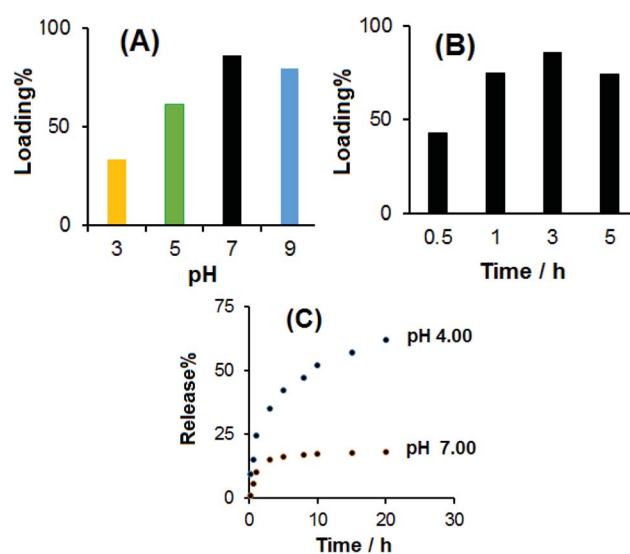 (A)
Loading%
100
50
0
3 5 7 9
pH
(B)
Loading%
100
50
0
0.5 1 3 5
Time / h
(C)
Release%
75
50
25
0
pH 4.00
pH 7.00
0 10 20 30
Time / h